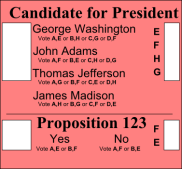 Candidate for President
George Washington
Vote A,E or B,H or C,G or D,F
John Adams
Vote A,F or B,E or C,H or D,G
Thomas Jefferson
Vote A,G or B,F or C,E or D,H
James Madison
Vote A,H or B,G or C,F or D,E
E
F
H
G
Proposition 123
Yes No
Vote A,E or B,F Vote A,F or B,E
F
E